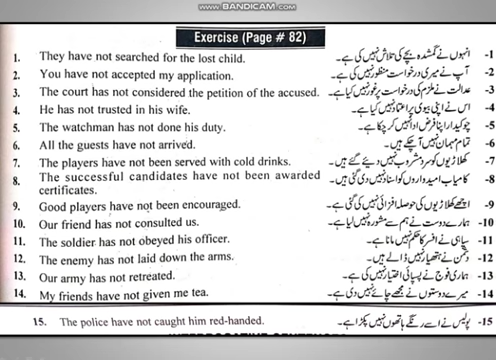 www.BANDICAM.com
Exercise (Page # 82)
1. They have not searched for the lost child. انہوں نے گمشدہ بچے کی تلاش نہیں کی ہے۔ -1
2. You have not accepted my application. آپ نے میری درخواست منظور نہیں کی ہے۔ -2
3. The court has not considered the petition of the accused. عدالت نے ملزم کی درخواست پر غور نہیں کیا ہے۔ -3
4. He has not trusted in his wife. اس نے اپنی بیوی پر اعتماد نہیں کیا ہے۔ -4
5. The watchman has not done his duty. چوکیدار اپنا فرض ادا نہیں کر چکا ہے۔ -5
6. All the guests have not arrived. تمام مہمان نہیں آ چکے ہیں۔ -6
7. The players have not been served with cold drinks. کھلاڑیوں کو سرد مشروب نہیں دیئے گئے ہیں۔ -7
8. The successful candidates have not been awarded کامیاب امیدواروں کو اسناد نہیں دی گئی ہیں۔ -8
certificates.
9. Good players have not been encouraged. اچھے کھلاڑیوں کی حوصلہ افزائی نہیں کی گئی ہے۔ -9
10. Our friend has not consulted us. ہمارے دوست نے ہم سے مشورہ نہیں لیا ہے۔ -10
11. The soldier has not obeyed his officer. سپاہی نے افسر کا حکم نہیں مانا ہے۔ -11
12. The enemy has not laid down the arms. دشمن نے ہتھیار نہیں ڈالے ہیں۔ -12
13. Our army has not retreated. ہماری فوج نے پسپائی اختیار نہیں کی ہے۔ -13
14. My friends have not given me tea. میرے دوستوں نے مجھے چائے نہیں دی ہے۔ -14
15. The police have not caught him red-handed. پولیس نے اسے رنگے ہاتھوں نہیں پکڑا ہے۔ -15